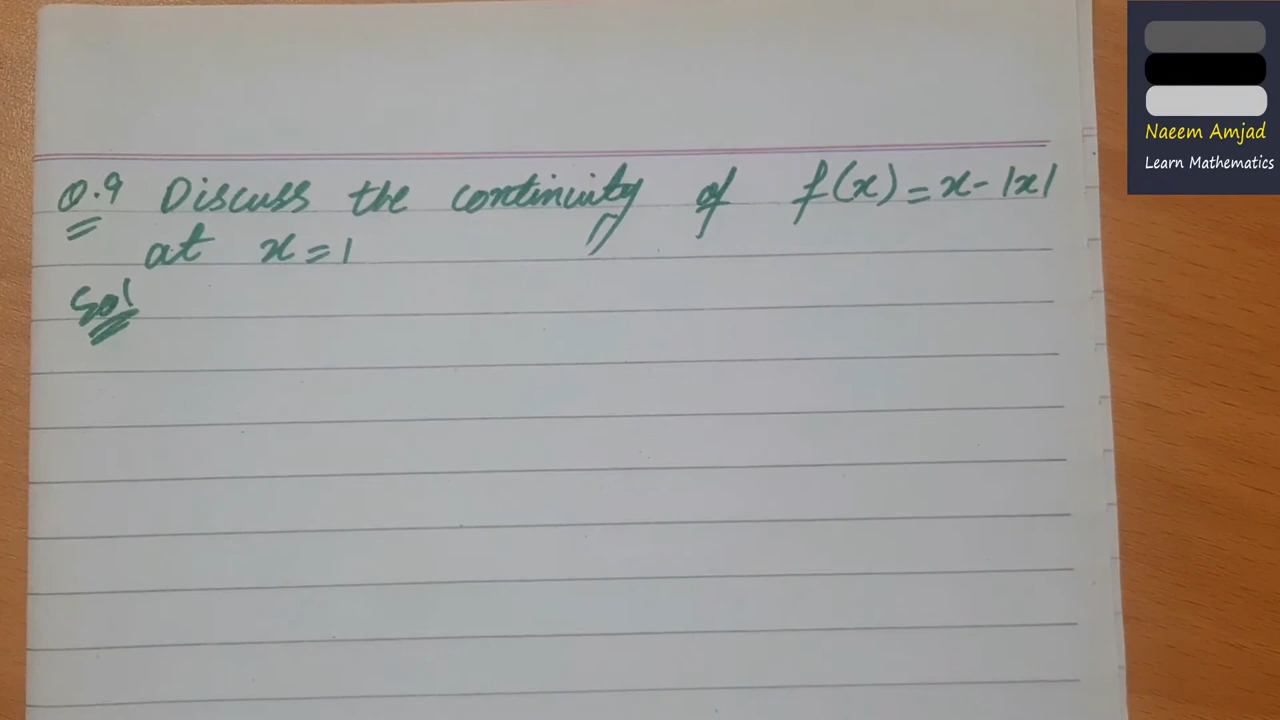 Q.9 Discuss the continuity of f(x) = x - |x|
at x = 1
Sol
Naeem Amjad
Learn Mathematics